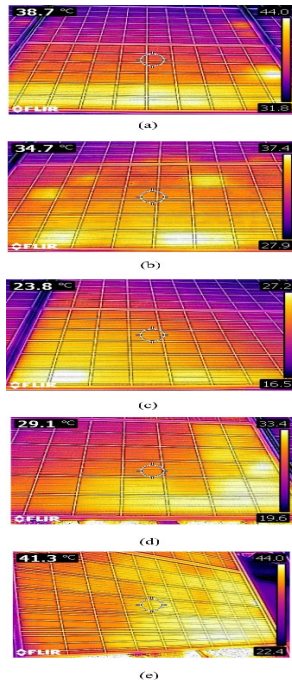 38.7 °C 44.0
FLIR 31.8
(a)
34.7 °C 37.4
FLIR 27.9
(b)
23.8 °C 27.2
16.5
(c)
29.1 °C 33.4
FLIR 19.6
(d)
41.3 °C 44.0
FLIR 22.4
(e)